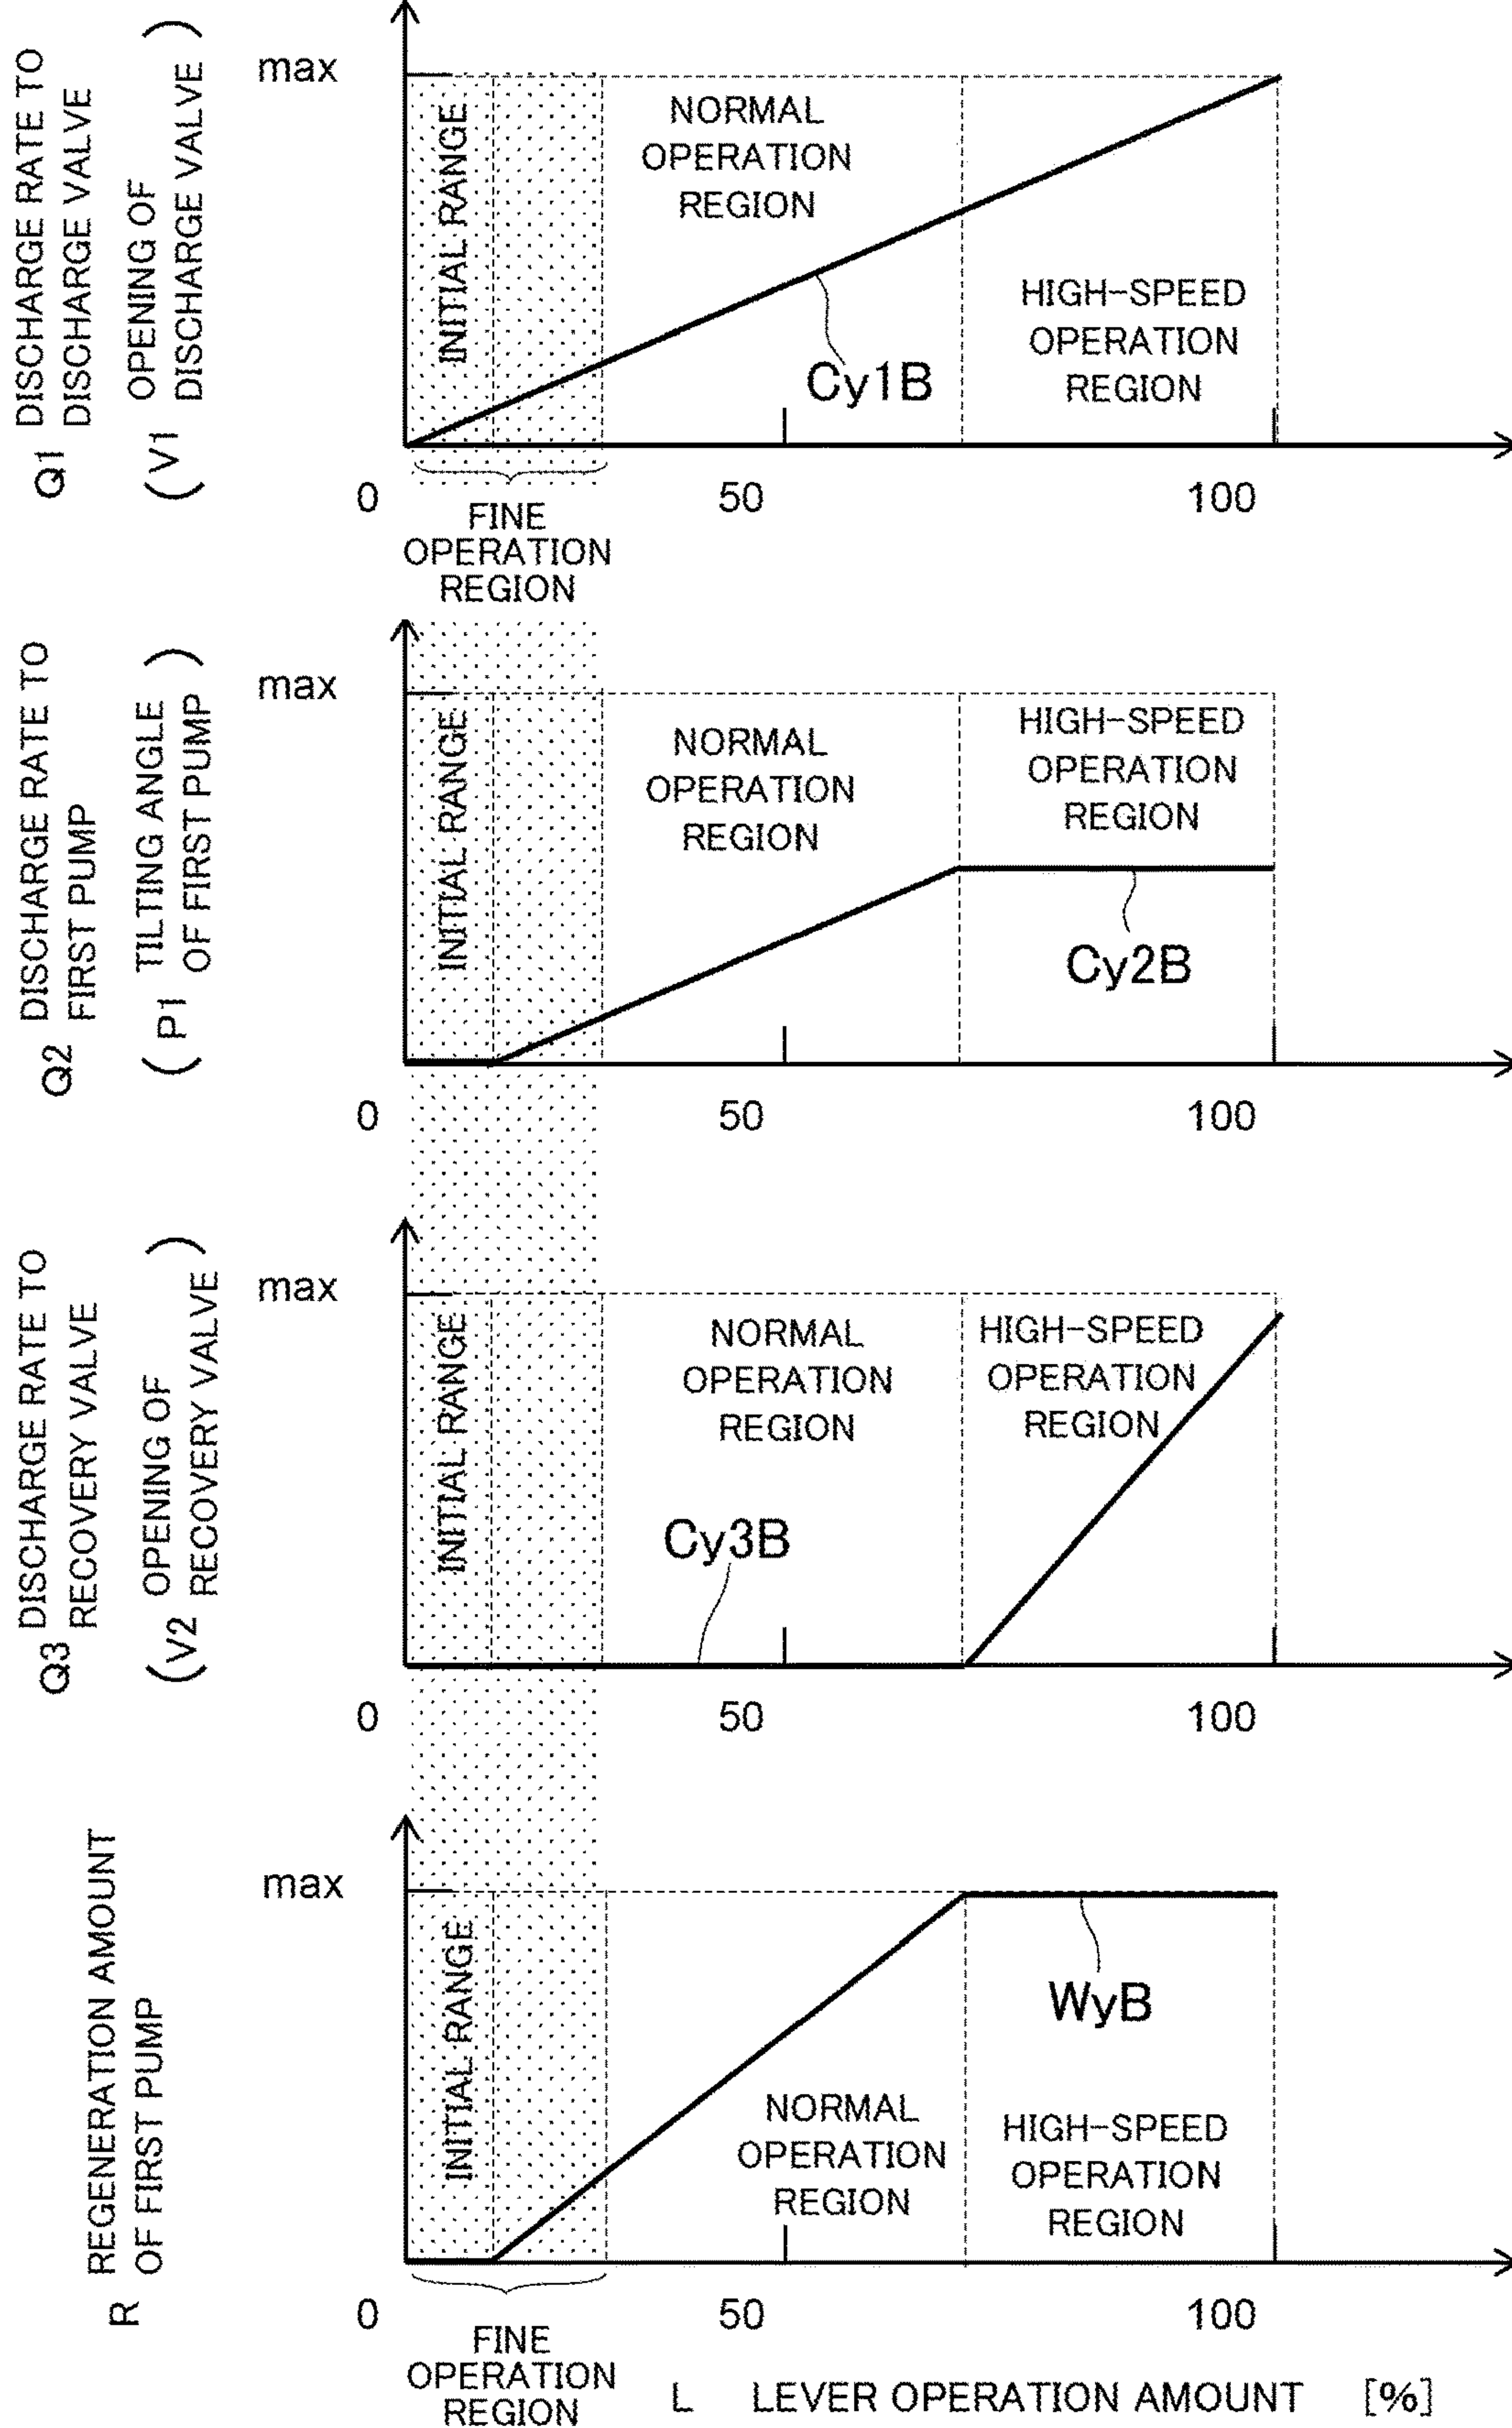 Q1 DISCHARGE RATE TO
DISCHARGE VALVE
(V1 OPENING OF
DISCHARGE VALVE)
max
INITIAL RANGE
NORMAL
OPERATION
REGION
HIGH-SPEED
OPERATION
REGION
Cy1B
0 50 100
FINE
OPERATION
REGION
Q2 DISCHARGE RATE TO
FIRST PUMP
(P1 TILTING ANGLE
OF FIRST PUMP)
max
INITIAL RANGE
NORMAL
OPERATION
REGION
HIGH-SPEED
OPERATION
REGION
Cy2B
0 50 100
Q3 DISCHARGE RATE TO
RECOVERY VALVE
(V2 OPENING OF
RECOVERY VALVE)
max
INITIAL RANGE
NORMAL
OPERATION
REGION
HIGH-SPEED
OPERATION
REGION
Cy3B
0 50 100
R REGENERATION AMOUNT
OF FIRST PUMP
max
INITIAL RANGE
WyB
NORMAL
OPERATION
REGION
HIGH-SPEED
OPERATION
REGION
0 50 100
FINE
OPERATION
REGION
L LEVER OPERATION AMOUNT [%]